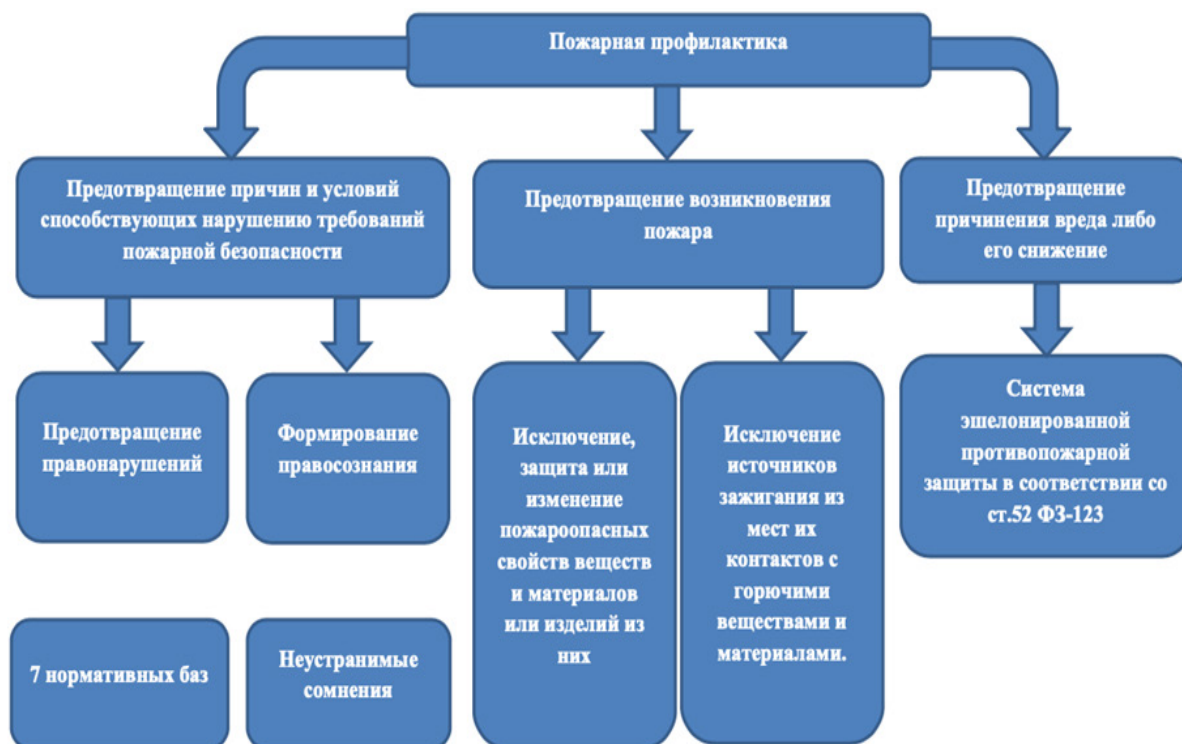 Пожарная профилактика
Предотвращение причин и условий
способствующих нарушению требований
пожарной безопасности
Предотвращение возникновения
пожара
Предотвращение
причинения вреда либо
его снижение
Предотвращение
правонарушений
Формирование
правосознания
Исключение,
защита или
изменение
пожароопасных
свойств веществ
и материалов
или изделий из
них
Исключение
источников
зажигания из
мест их
контактов с
горючими
веществами и
материалами.
Система
эшелонированной
противопожарной
защиты в соответствии со
ст.52 ФЗ-123
7 нормативных баз
Неустранимые
сомнения